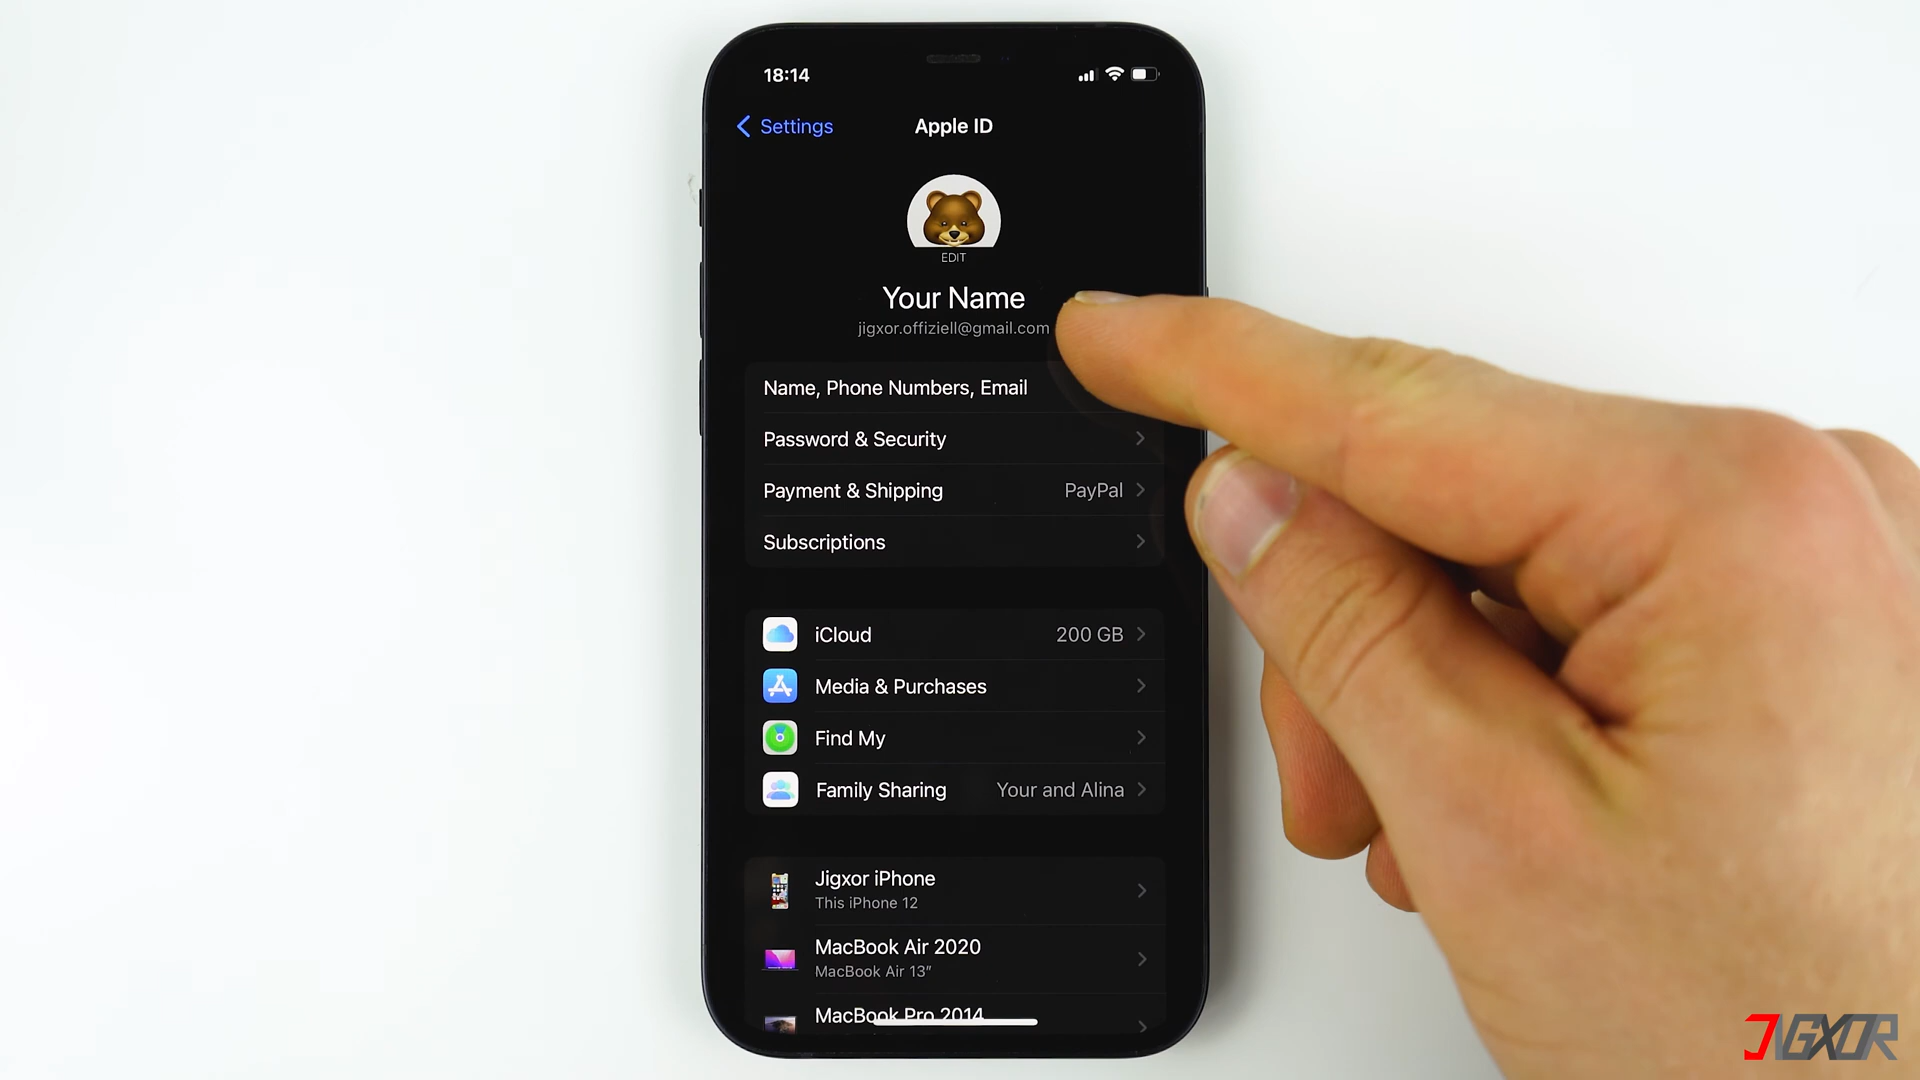 18:14
Settings
Apple ID
EDIT
Your Name
jigxor.offiziell@gmail.com
Name, Phone Numbers, Email
Password & Security
Payment & Shipping PayPal
Subscriptions
iCloud 200 GB
Media & Purchases
Find My
Family Sharing Your and Alina
Jigxor iPhone
This iPhone 12
MacBook Air 2020
MacBook Air 13"
MacBook Pro 2014
JIGXOR